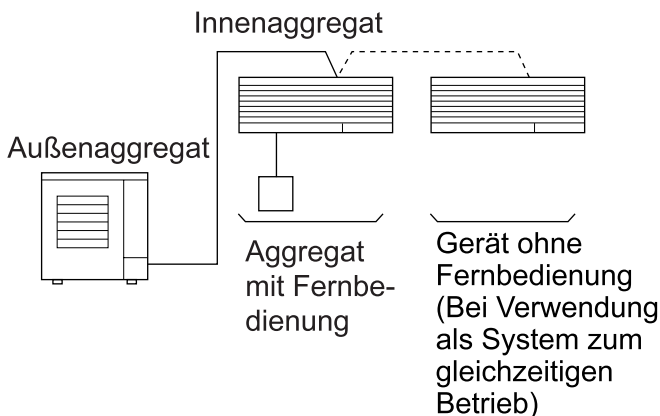 Innenaggregat
Außenaggregat
Aggregat
mit Fernbe-
dienung
Gerät ohne
Fernbedienung
(Bei Verwendung
als System zum
gleichzeitigen
Betrieb)